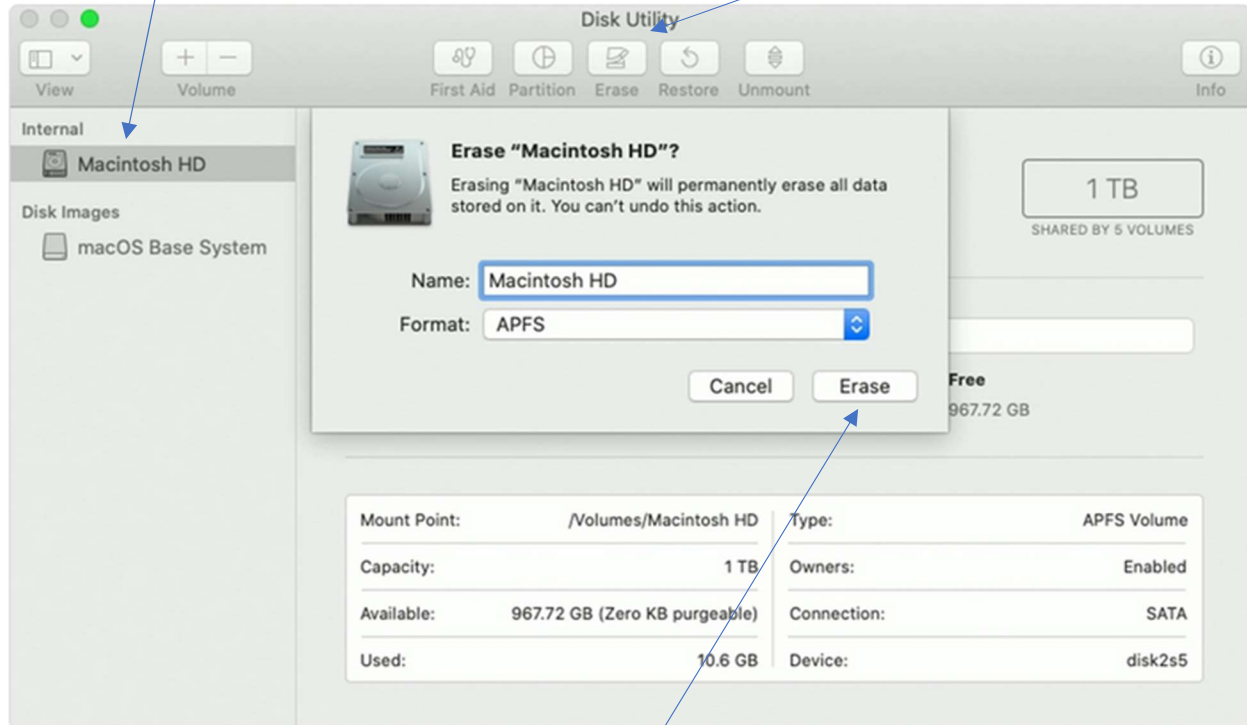 Disk Utility
View
Volume
First Aid
Partition
Erase
Restore
Unmount
Info
Internal
Macintosh HD
Disk Images
macOS Base System
Erase “Macintosh HD”?
Erasing “Macintosh HD” will permanently erase all data
stored on it. You can’t undo this action.
Name: Macintosh HD
Format: APFS
Cancel
Erase
1 TB
SHARED BY 5 VOLUMES
Free
967.72 GB
Mount Point: /Volumes/Macintosh HD
Type: APFS Volume
Capacity: 1 TB
Owners: Enabled
Available: 967.72 GB (Zero KB purgeable)
Connection: SATA
Used: 10.6 GB
Device: disk2s5